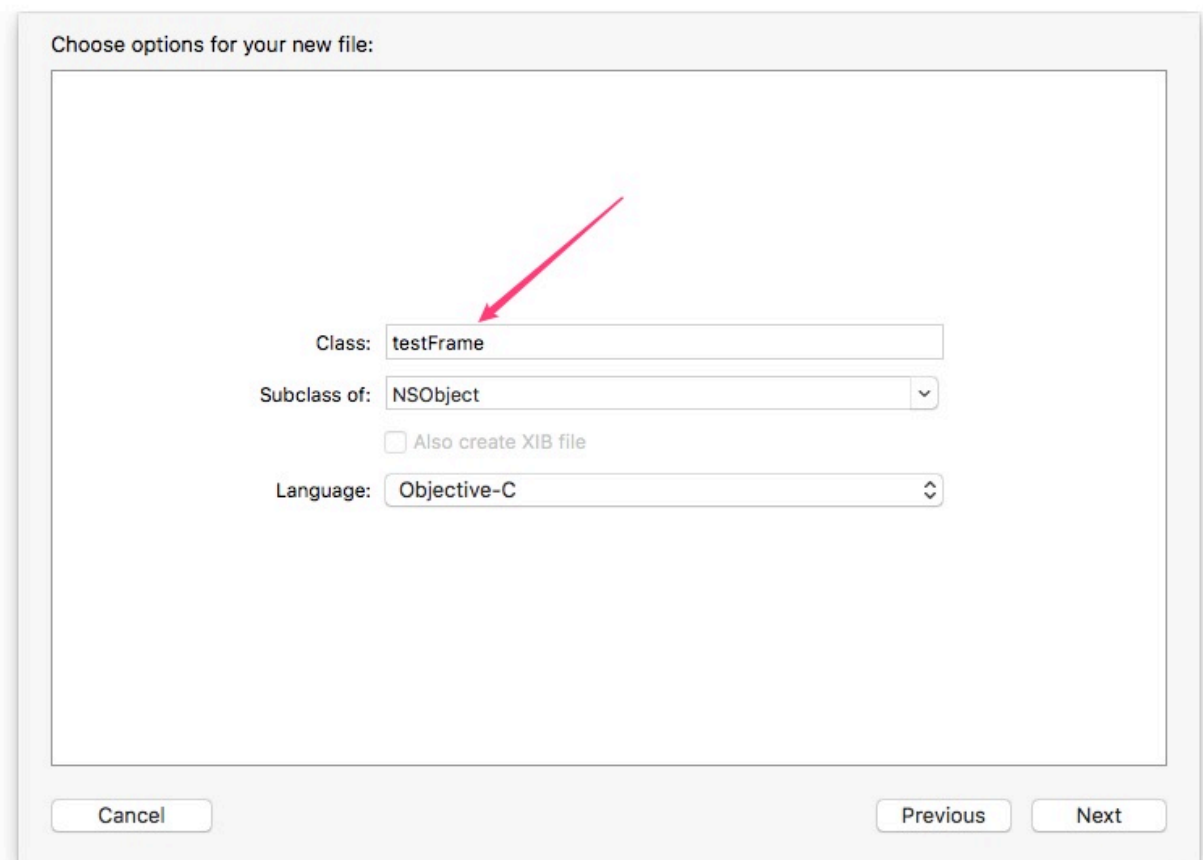 Choose options for your new file:
Class: testFrame
Subclass of: NSObject
Also create XIB file
Language: Objective-C
Cancel Previous Next